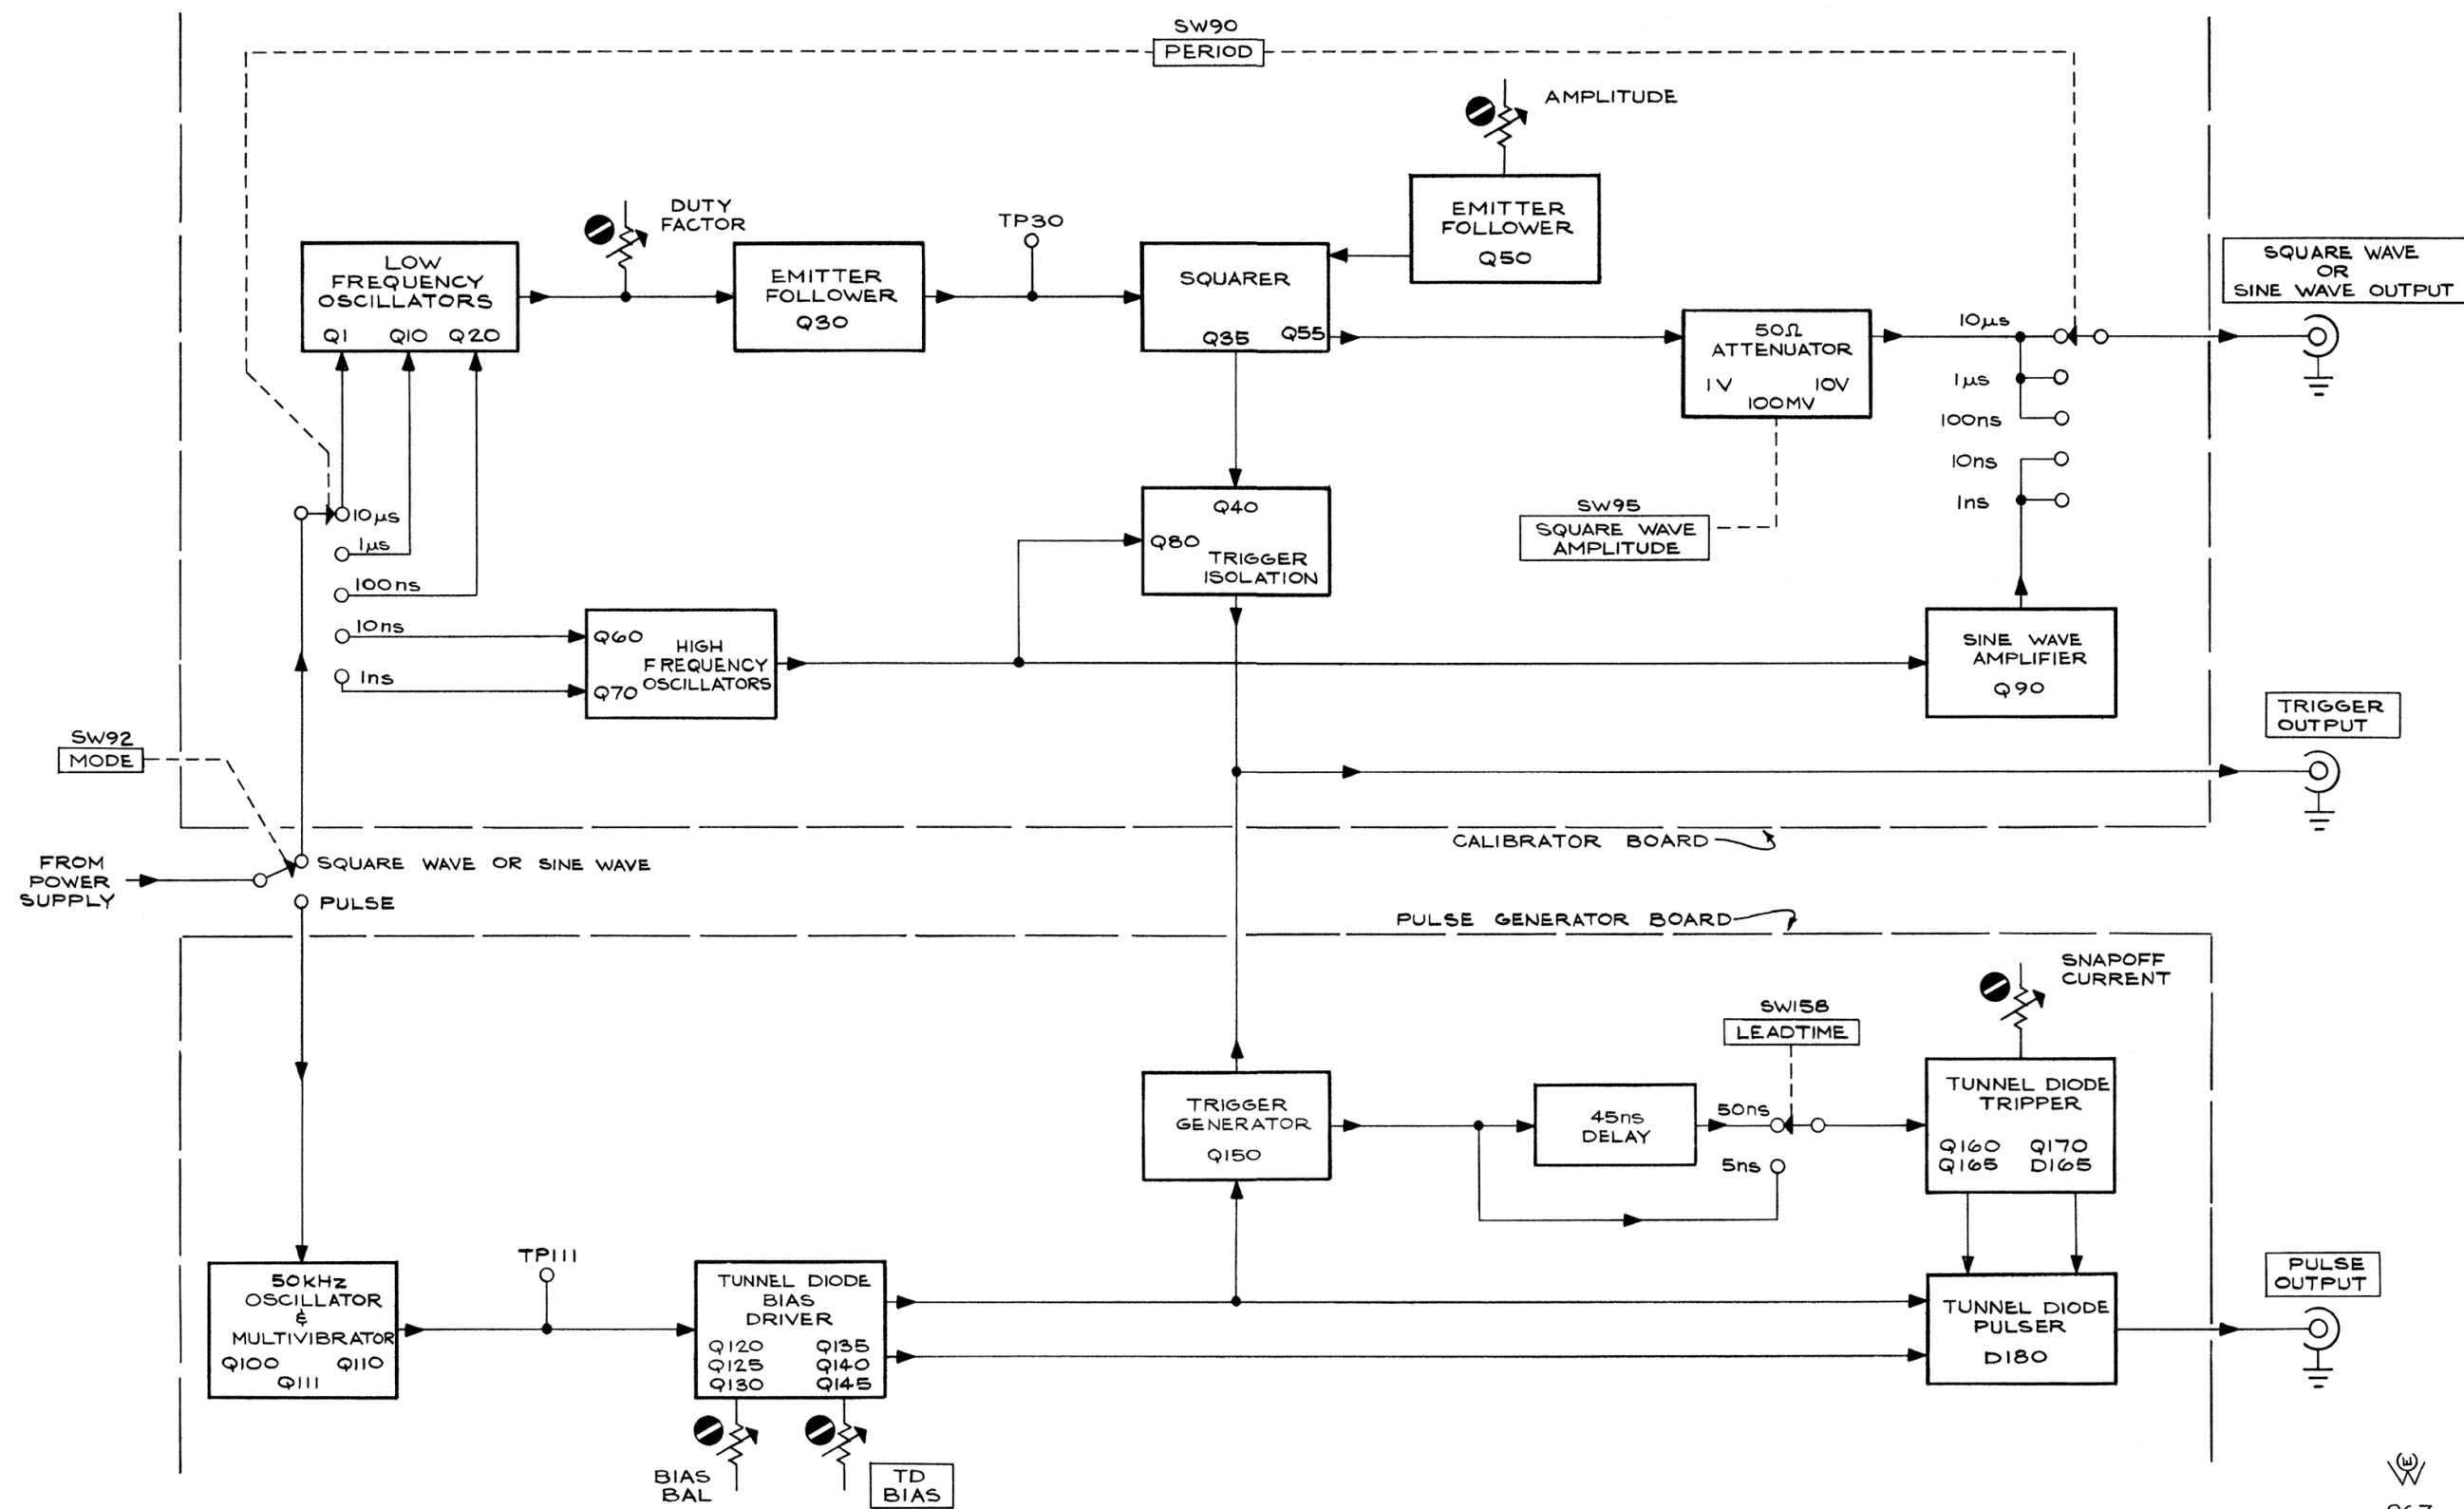 SW90
PERIOD
AMPLITUDE
DUTY
FACTOR
TP30
EMITTER
FOLLOWER
Q50
LOW
FREQUENCY
OSCILLATORS
Q1 Q10 Q20
EMITTER
FOLLOWER
Q30
SQUARER
Q35 Q55
50Ω
ATTENUATOR
1V 10V
100MV
10μs
1μs
100ns
10ns
1ns
SQUARE WAVE
OR
SINE WAVE OUTPUT
SW95
SQUARE WAVE
AMPLITUDE
10μs
1μs
100ns
10ns
1ns
Q40
Q80
TRIGGER
ISOLATION
Q60
HIGH
FREQUENCY
OSCILLATORS
Q70
SINE WAVE
AMPLIFIER
Q90
TRIGGER
OUTPUT
SW92
MODE
CALIBRATOR BOARD
FROM
POWER
SUPPLY
SQUARE WAVE OR SINE WAVE
PULSE
PULSE GENERATOR BOARD
SNAPOFF
CURRENT
SW158
LEADTIME
TRIGGER
GENERATOR
Q150
45ns
DELAY
50ns
5ns
TUNNEL DIODE
TRIPPER
Q160 Q170
Q165 D165
TP111
50KHz
OSCILLATOR
&
MULTIVIBRATOR
Q100 Q110
Q111
TUNNEL DIODE
BIAS
DRIVER
Q120 Q135
Q125 Q140
Q130 Q145
TUNNEL DIODE
PULSER
D180
PULSE
OUTPUT
BIAS
BAL
TD
BIAS